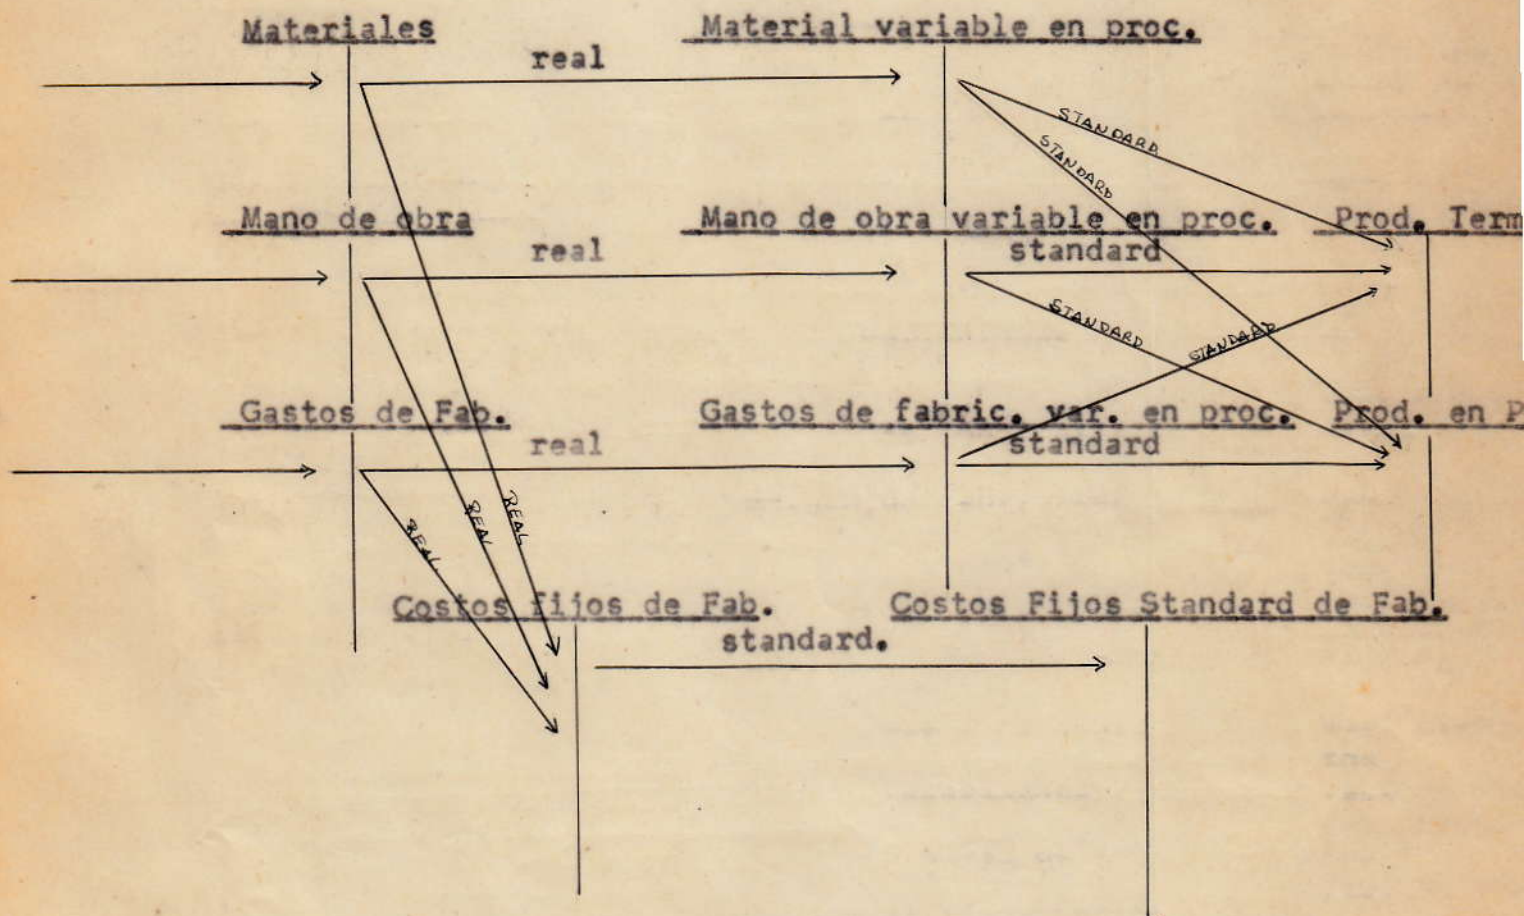 Materiales Material variable en proc.
real
STANDARD
STANDARD
Mano de obra Mano de obra variable en proc. Prod. Term
real standard
STANDARD
STANDARD
Gastos de Fab. Gastos de fabric. var. en proc. Prod. en P
real standard
REAL
REAL
REAL
Costos fijos de Fab. Costos Fijos Standard de Fab.
standard.